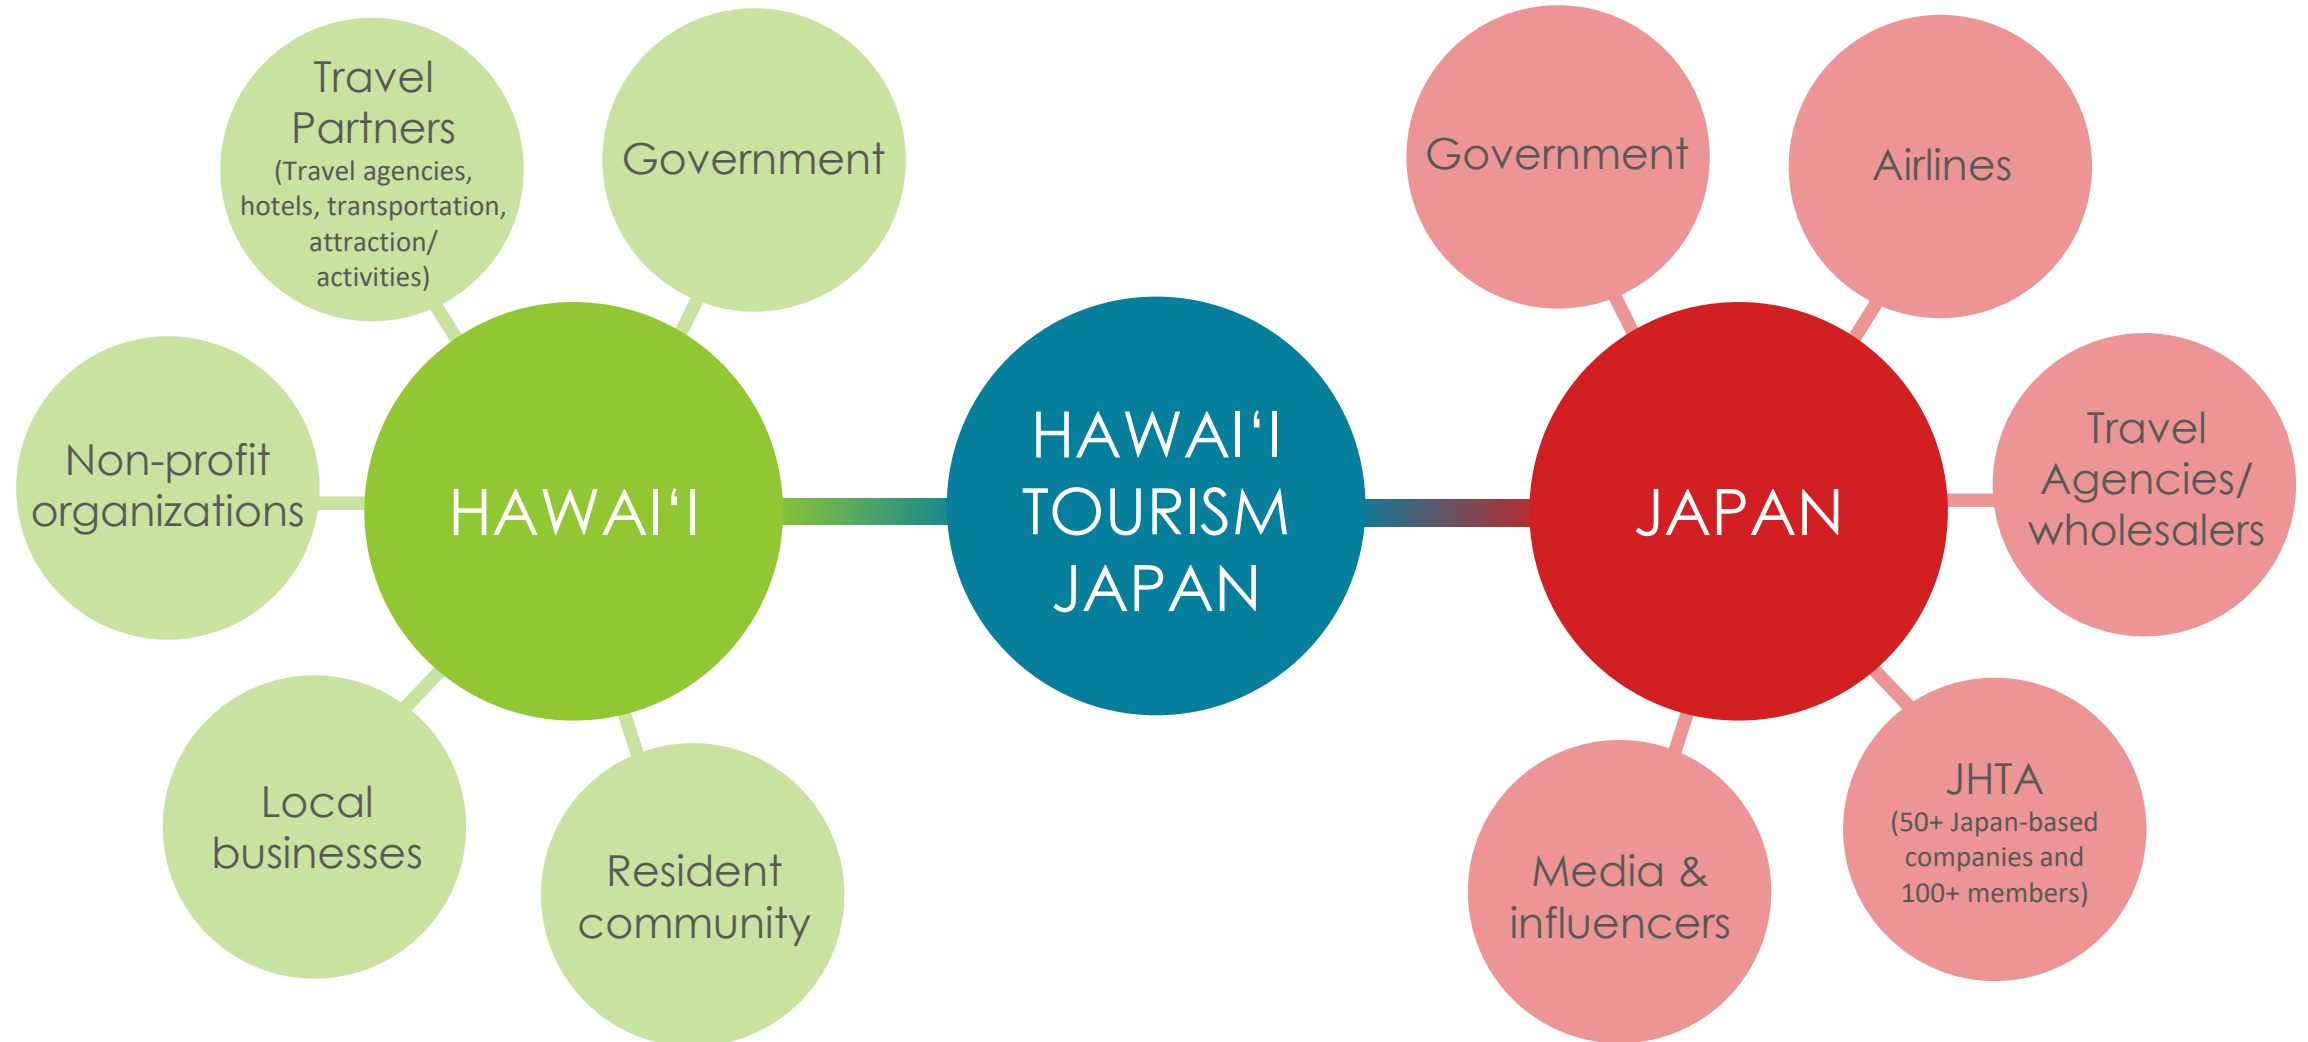 Travel
Partners
(Travel agencies,
hotels, transportation,
attraction/
activities)
Government
Non-profit
organizations
HAWAIʻI
Local
businesses
Resident
community
HAWAIʻI
TOURISM
JAPAN
Government
Airlines
JAPAN
Travel
Agencies/
wholesalers
Media &
influencers
JHTA
(50+ Japan-based
companies and
100+ members)